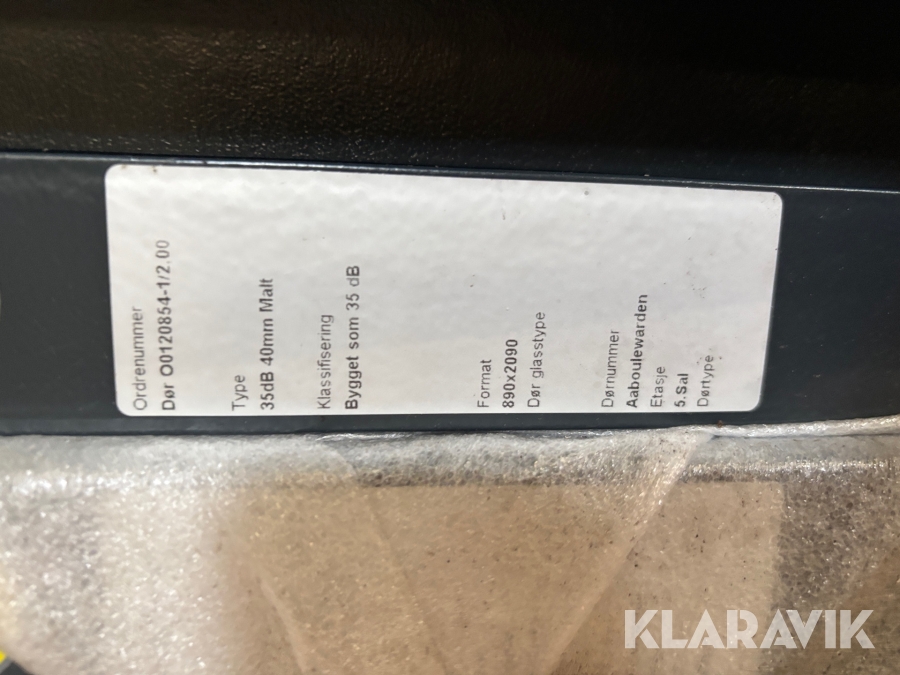 Ordrenummer
Dør O0120854-1/2.00
Type
35dB 40mm Malt
Klassifisering
Bygget som 35 dB
Format
890x2090
Dør glasstype
Dørnummer
Aaboulewarden
Etasje
5.Sal
Dørtype
KLARAVIK